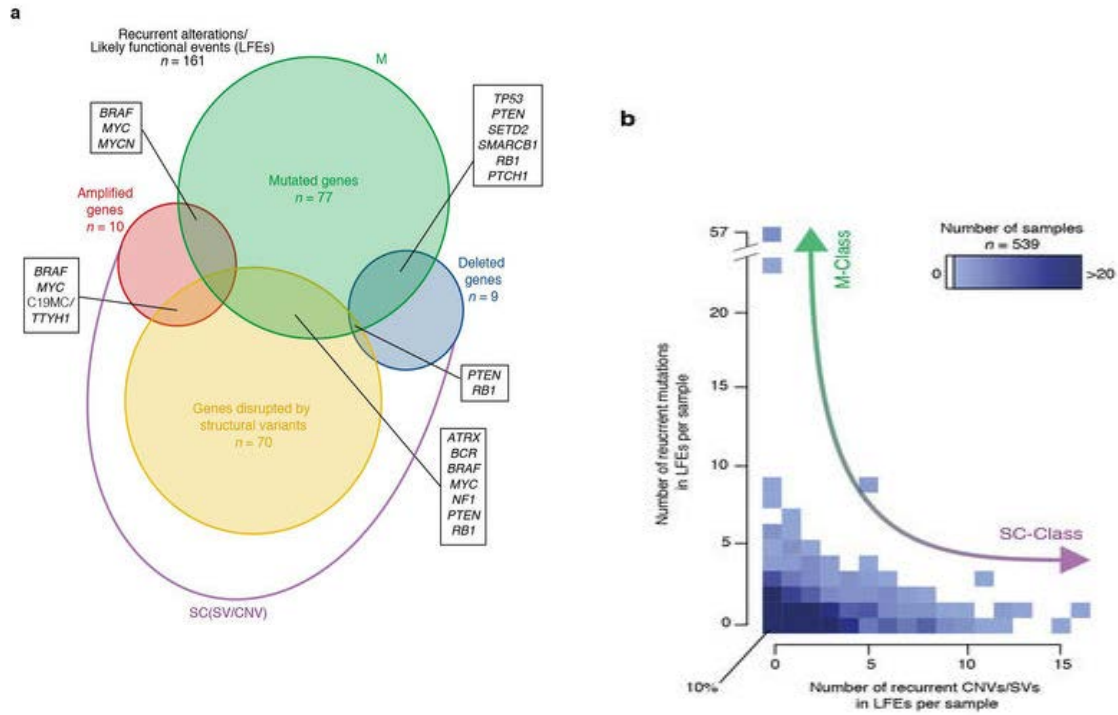 a
Recurrent alterations/
Likely functional events (LFEs)
n = 161
M
BRAF
MYC
MYCN
TP53
PTEN
SETD2
SMARCB1
RB1
PTCH1
Mutated genes
n = 77
Amplified
genes
n = 10
Deleted
genes
n = 9
BRAF
MYC
C19MC/
TTYH1
PTEN
RB1
Genes disrupted by
structural variants
n = 70
ATRX
BCR
BRAF
MYC
NF1
PTEN
RB1
SC(SV/CNV)
b
Number of samples
n = 539
0
>20
M-Class
SC-Class
Number of reucrrent mutations
in LFEs per sample
57
20
15
10
5
0
10%
0
5
10
15
Number of recurrent CNVs/SVs
in LFEs per sample